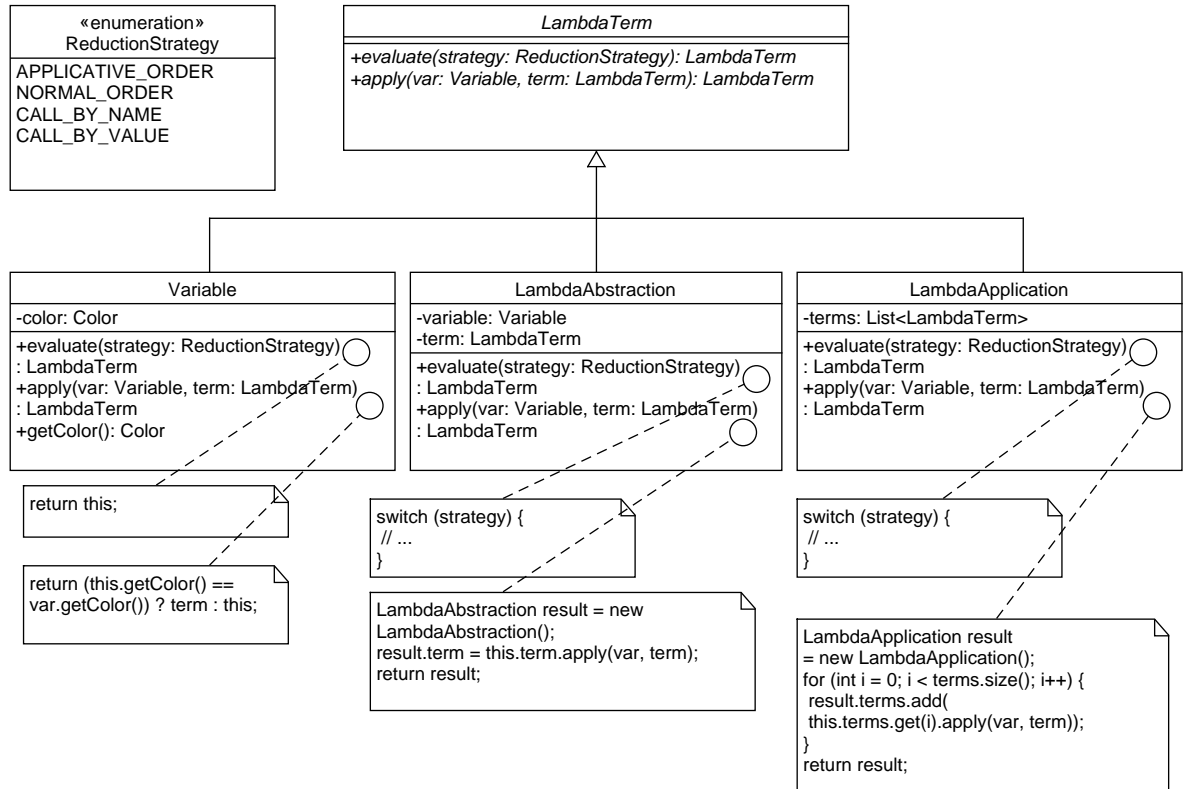 «enumeration»
ReductionStrategy
APPLICATIVE_ORDER
NORMAL_ORDER
CALL_BY_NAME
CALL_BY_VALUE
LambdaTerm
+evaluate(strategy: ReductionStrategy): LambdaTerm
+apply(var: Variable, term: LambdaTerm): LambdaTerm
Variable
-color: Color
+evaluate(strategy: ReductionStrategy)
: LambdaTerm
+apply(var: Variable, term: LambdaTerm)
: LambdaTerm
+getColor(): Color
return this;
return (this.getColor() ==
var.getColor()) ? term : this;
LambdaAbstraction
-variable: Variable
-term: LambdaTerm
+evaluate(strategy: ReductionStrategy)
: LambdaTerm
+apply(var: Variable, term: LambdaTerm)
: LambdaTerm
switch (strategy) {
// ...
}
LambdaAbstraction result = new
LambdaAbstraction();
result.term = this.term.apply(var, term);
return result;
LambdaApplication
-terms: List<LambdaTerm>
+evaluate(strategy: ReductionStrategy)
: LambdaTerm
+apply(var: Variable, term: LambdaTerm)
: LambdaTerm
switch (strategy) {
// ...
}
LambdaApplication result
= new LambdaApplication();
for (int i = 0; i < terms.size(); i++) {
result.terms.add(
this.terms.get(i).apply(var, term));
}
return result;